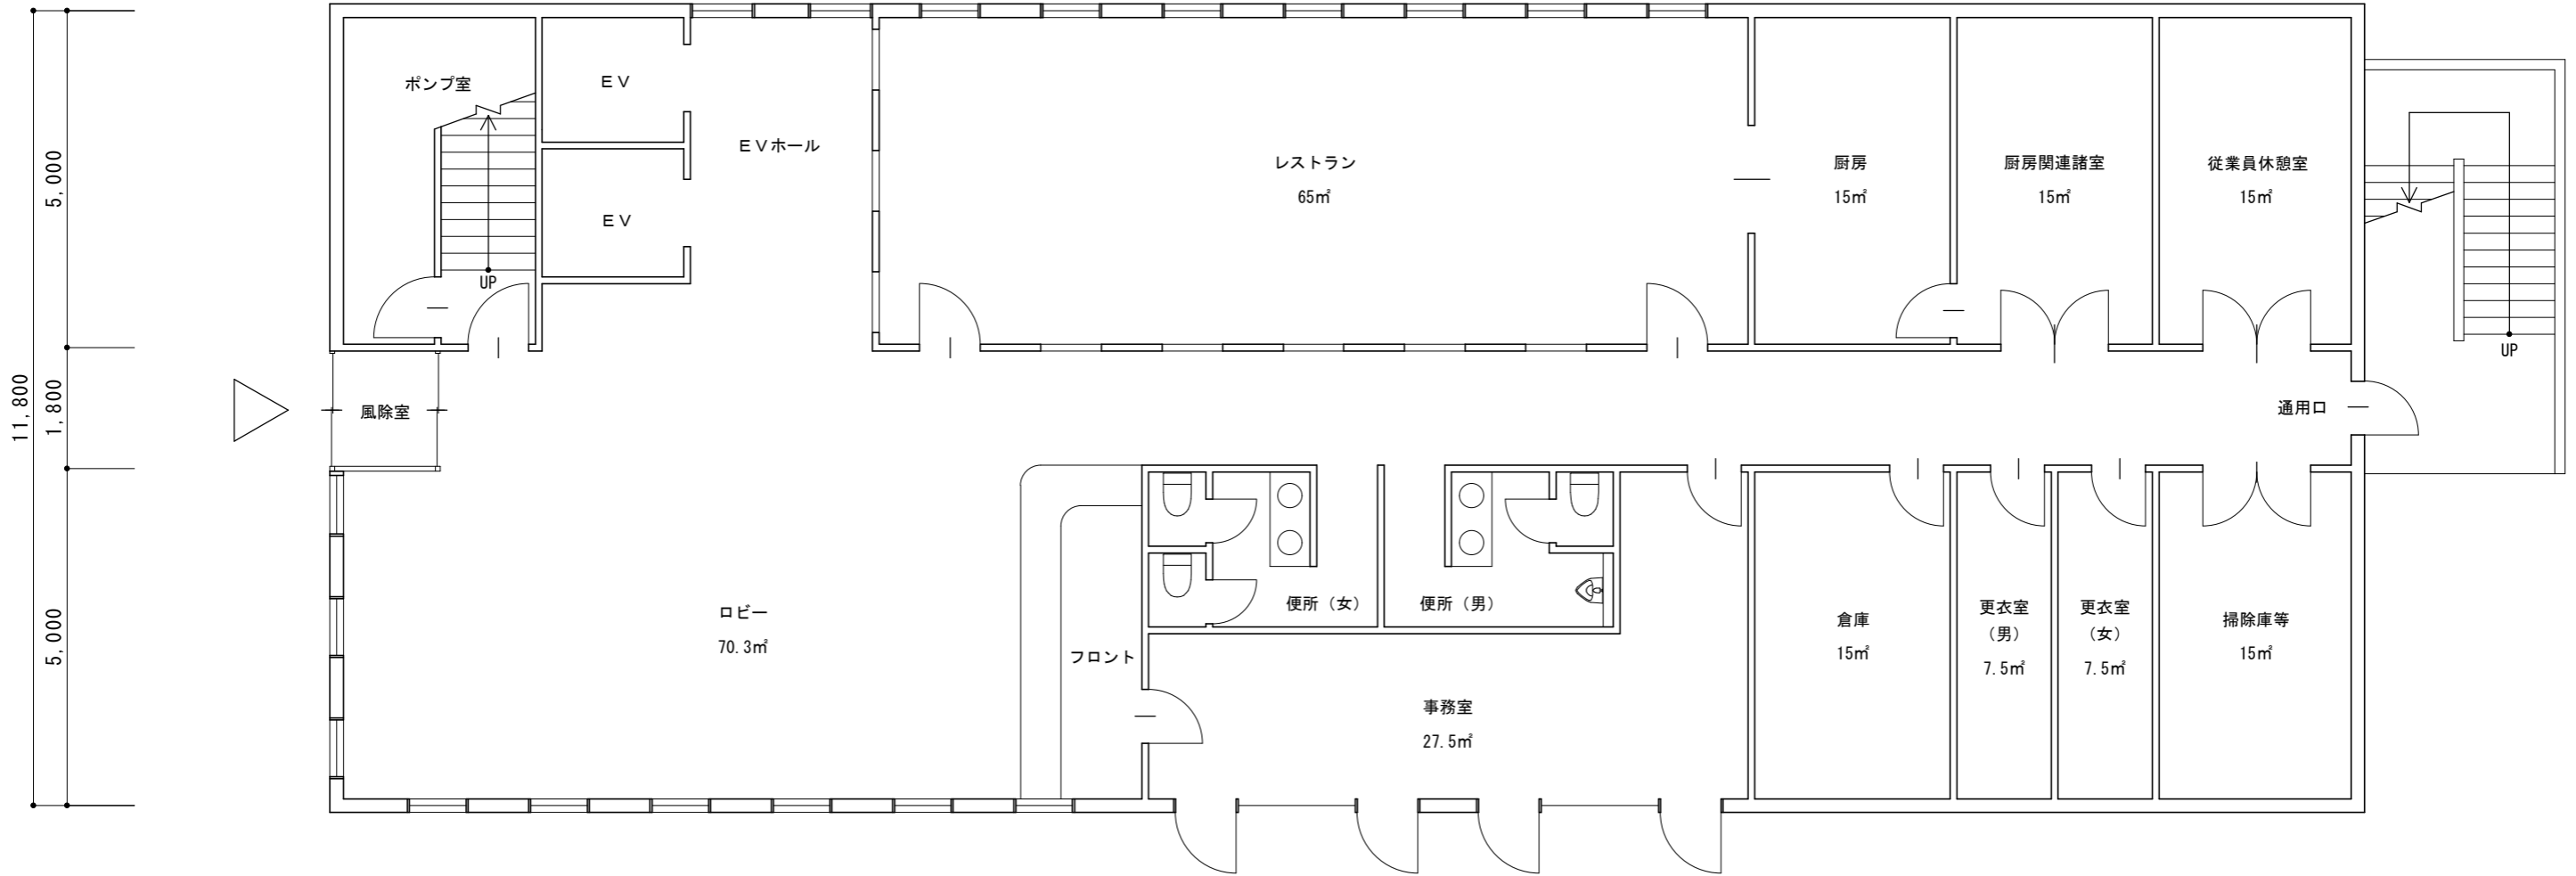 11,800
5,000
1,800
5,000
ポンプ室
UP
EV
EV
EVホール
レストラン
65㎡
厨房
15㎡
厨房関連諸室
15㎡
従業員休憩室
15㎡
UP
風除室
通用口
ロビー
70.3㎡
フロント
便所（女）
便所（男）
事務室
27.5㎡
倉庫
15㎡
更衣室
（男）
7.5㎡
更衣室
（女）
7.5㎡
掃除庫等
15㎡